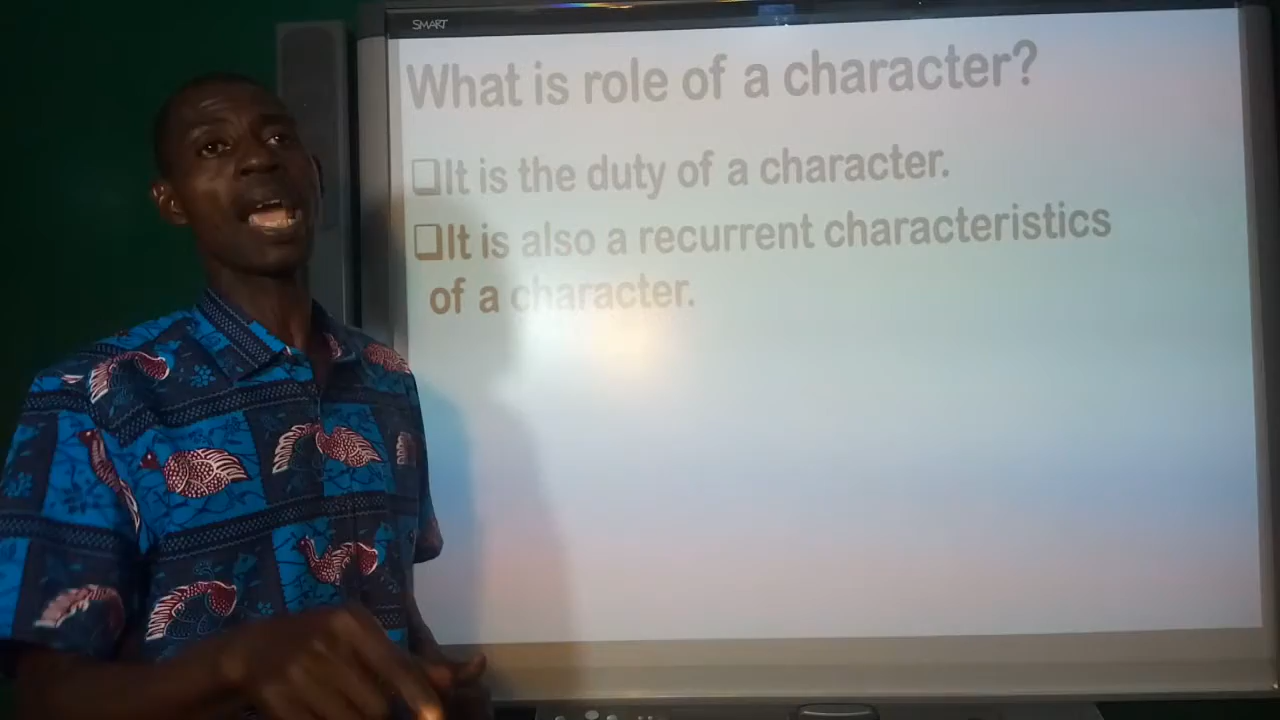 SMART
What is role of a character?
❑It is the duty of a character.
❑It is also a recurrent characteristics
of a character.